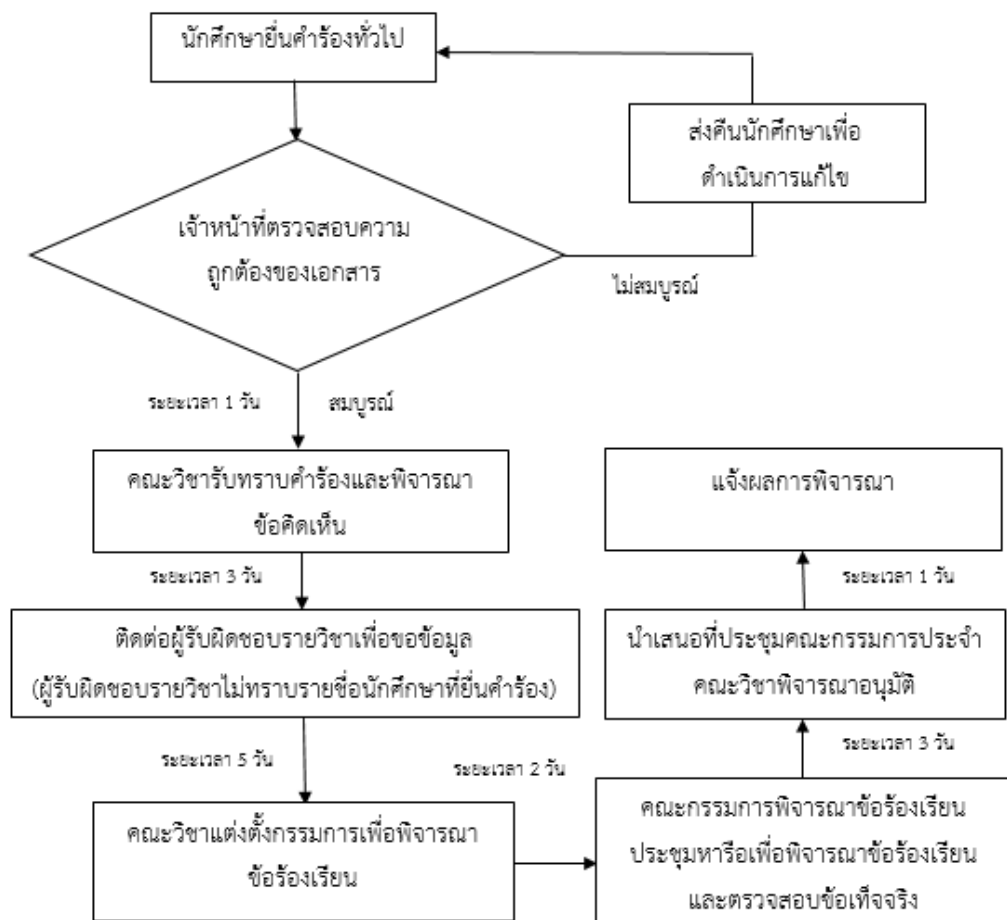 นักศึกษายื่นคำร้องทั่วไป
ส่งคืนนักศึกษาเพื่อ
ดำเนินการแก้ไข
เจ้าหน้าที่ตรวจสอบความ
ถูกต้องของเอกสาร
ไม่สมบูรณ์
ระยะเวลา 1 วัน
สมบูรณ์
คณะวิชารับทราบคำร้องและพิจารณา
ข้อคิดเห็น
ระยะเวลา 3 วัน
ติดต่อผู้รับผิดชอบรายวิชาเพื่อขอข้อมูล
(ผู้รับผิดชอบรายวิชาไม่ทราบรายชื่อนักศึกษาที่ยื่นคำร้อง)
ระยะเวลา 5 วัน
คณะวิชาแต่งตั้งกรรมการเพื่อพิจารณา
ข้อร้องเรียน
ระยะเวลา 2 วัน
คณะกรรมการพิจารณาข้อร้องเรียน
ประชุมหารือเพื่อพิจารณาข้อร้องเรียน
และตรวจสอบข้อเท็จจริง
ระยะเวลา 3 วัน
นำเสนอที่ประชุมคณะกรรมการประจำ
คณะวิชาพิจารณาอนุมัติ
ระยะเวลา 1 วัน
แจ้งผลการพิจารณา